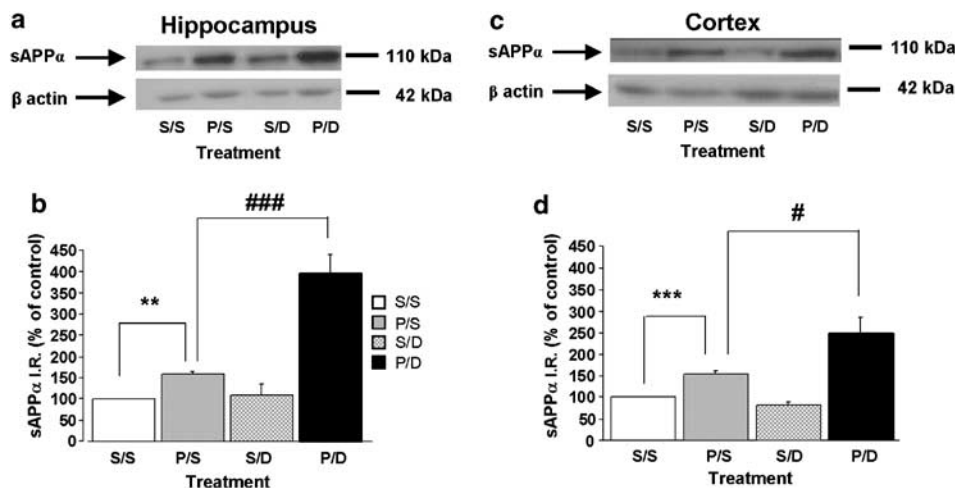 a
Hippocampus
sAPPα
110 kDa
β actin
42 kDa
S/S P/S S/D P/D
Treatment
b
###
**
sAPPα I.R. (% of control)
450
400
350
300
250
200
150
100
50
0
S/S
P/S
S/D
P/D
S/S P/S S/D P/D
Treatment
c
Cortex
sAPPα
110 kDa
β actin
42 kDa
S/S P/S S/D P/D
Treatment
d
#
***
sAPPα I.R. (% of control)
450
400
350
300
250
200
150
100
50
0
S/S P/S S/D P/D
Treatment